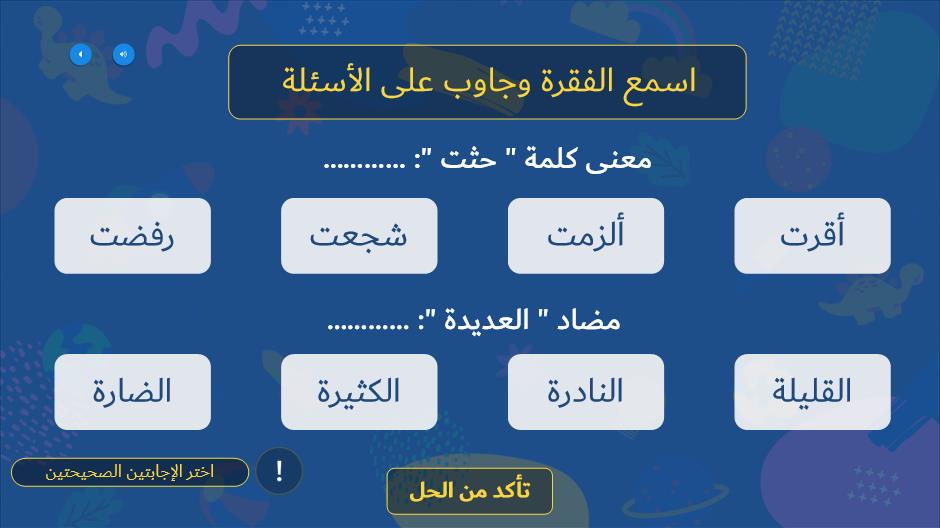 اسمع الفقرة وجاوب على الأسئلة
معنى كلمة " حثت ": ............
أقرت
ألزمت
شجعت
رفضت
مضاد " العديدة ": ............
القليلة
النادرة
الكثيرة
الضارة
!
اختر الإجابتين الصحيحتين
تأكد من الحل